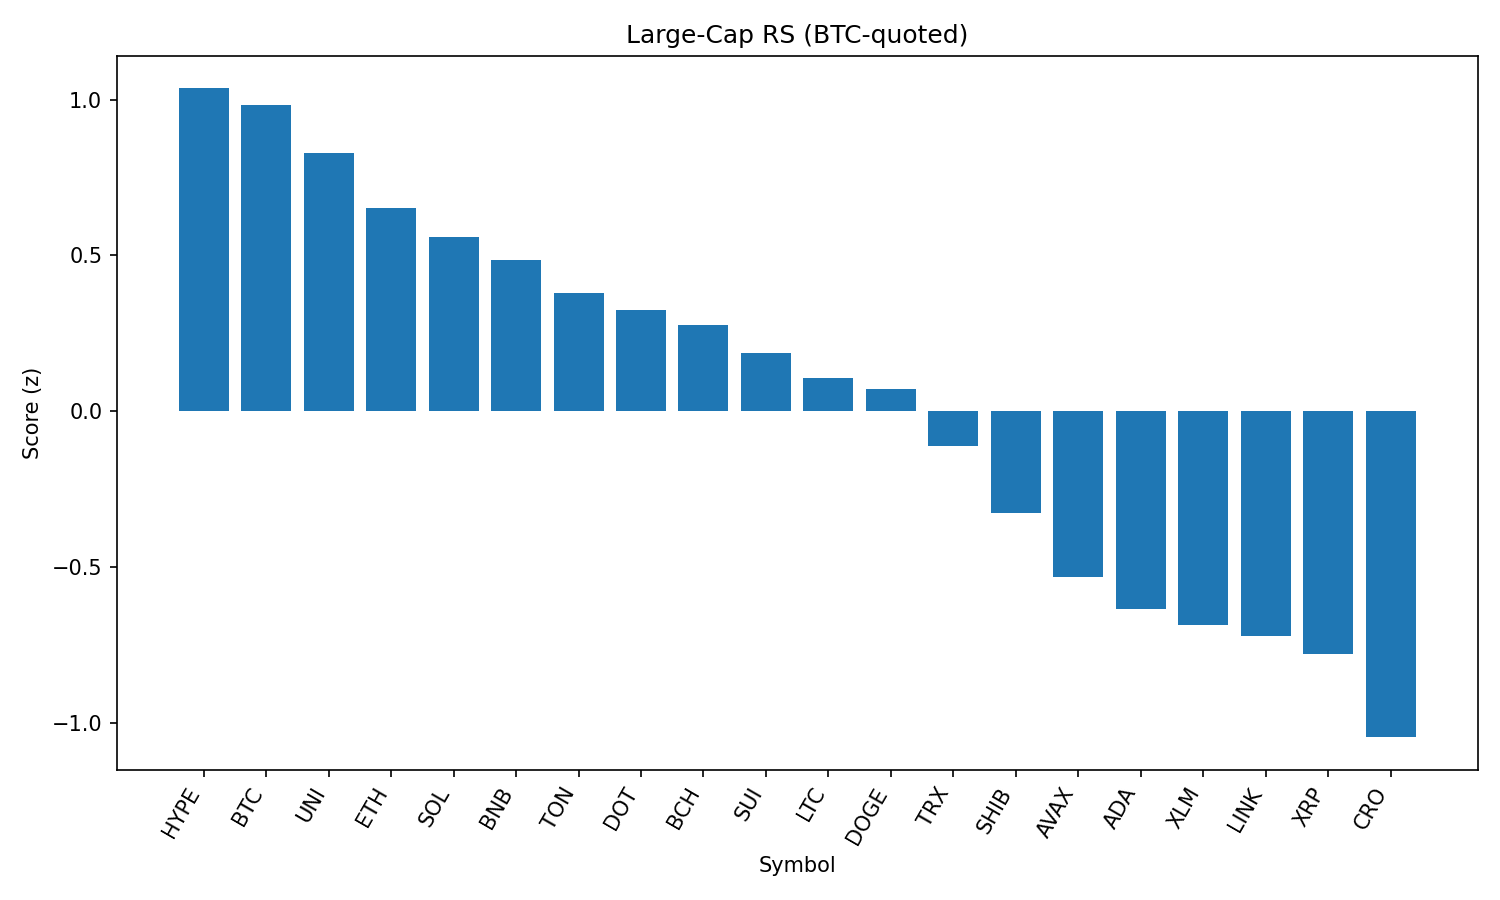 Large-Cap RS (BTC-quoted)
1.0
0.5
0.0
−0.5
−1.0
Score (z)
HYPE
BTC
UNI
ETH
SOL
BNB
TON
DOT
BCH
SUI
LTC
DOGE
TRX
SHIB
AVAX
ADA
XLM
LINK
XRP
CRO
Symbol